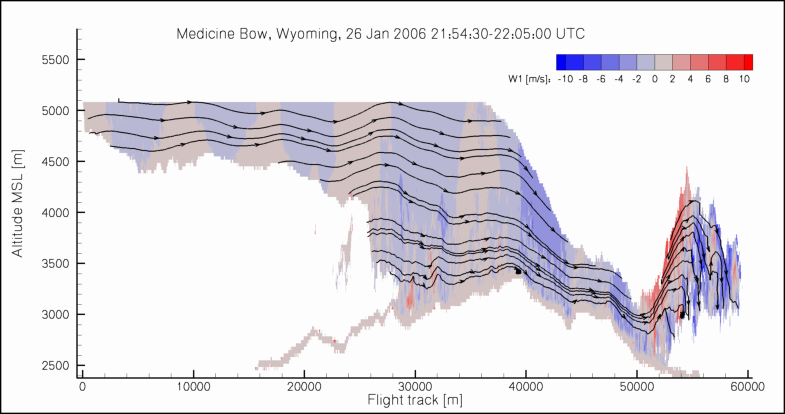 Medicine Bow, Wyoming, 26 Jan 2006 21:54:30-22:05:00 UTC
W1 [m/s]: -10 -8 -6 -4 -2 0 2 4 6 8 10
Altitude MSL [m]
5500
5000
4500
4000
3500
3000
2500
0 10000 20000 30000 40000 50000 60000
Flight track [m]